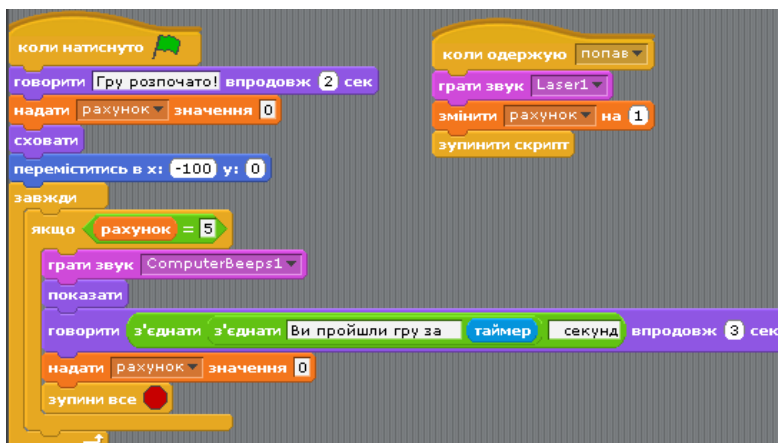 коли натиснуто
говорити Гру розпочато! впродовж 2 сек
надати рахунок значення 0
сховати
переміститись в x: -100 y: 0
завжди
якщо рахунок = 5
грати звук ComputerBeeps1
показати
говорити з'єднати з'єднати Ви пройшли гру за таймер секунд впродовж 3 сек
надати рахунок значення 0
зупини все
коли одержую попав
грати звук Laser1
змінити рахунок на 1
зупинити скрипт